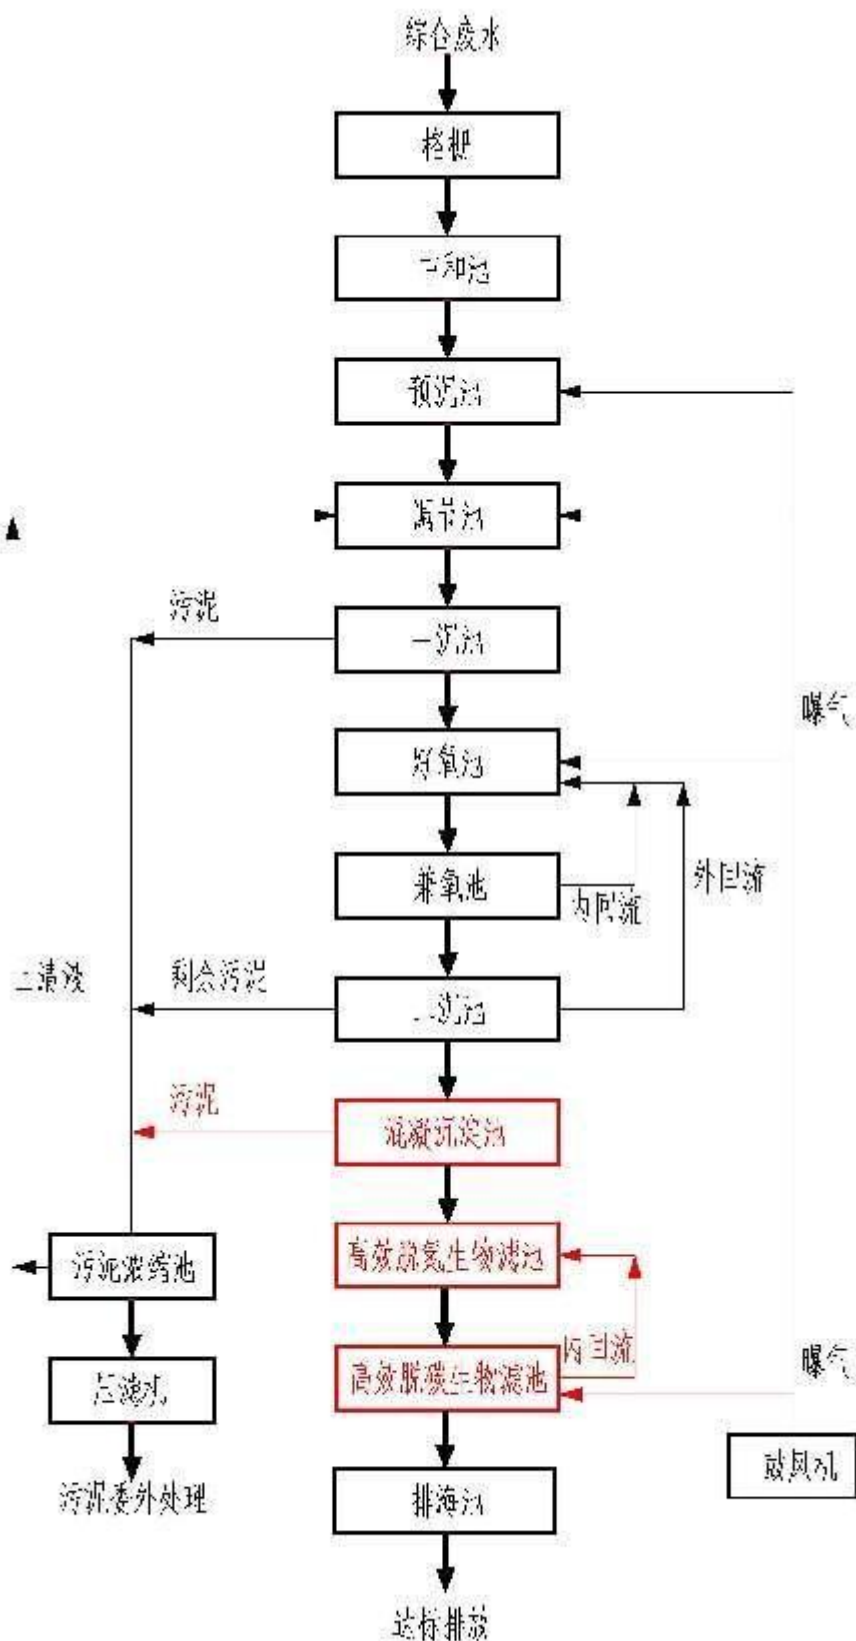 综合废水
格栅
中和池
预沉池
调节池
污泥
一沉池
曝气
好氧池
兼氧池
内回流
外回流
上清液
剩余污泥
二沉池
污泥
混凝沉淀池
污泥浓缩池
高效脱氮生物滤池
内回流
曝气
压滤机
高效脱碳生物滤池
鼓风机
污泥委外处理
排海池
达标排放